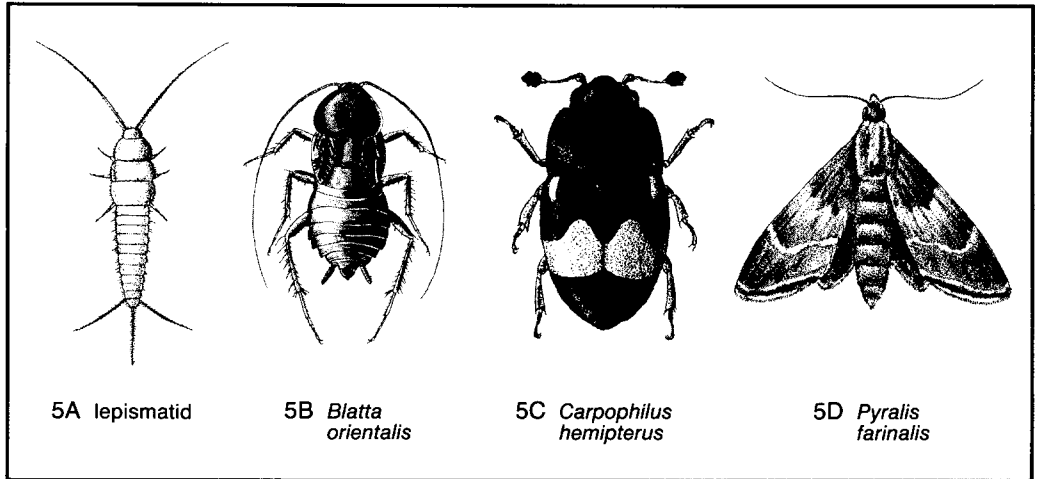 5A lepismatid
5B Blatta
orientalis
5C Carpophilus
hemipterus
5D Pyralis
farinalis